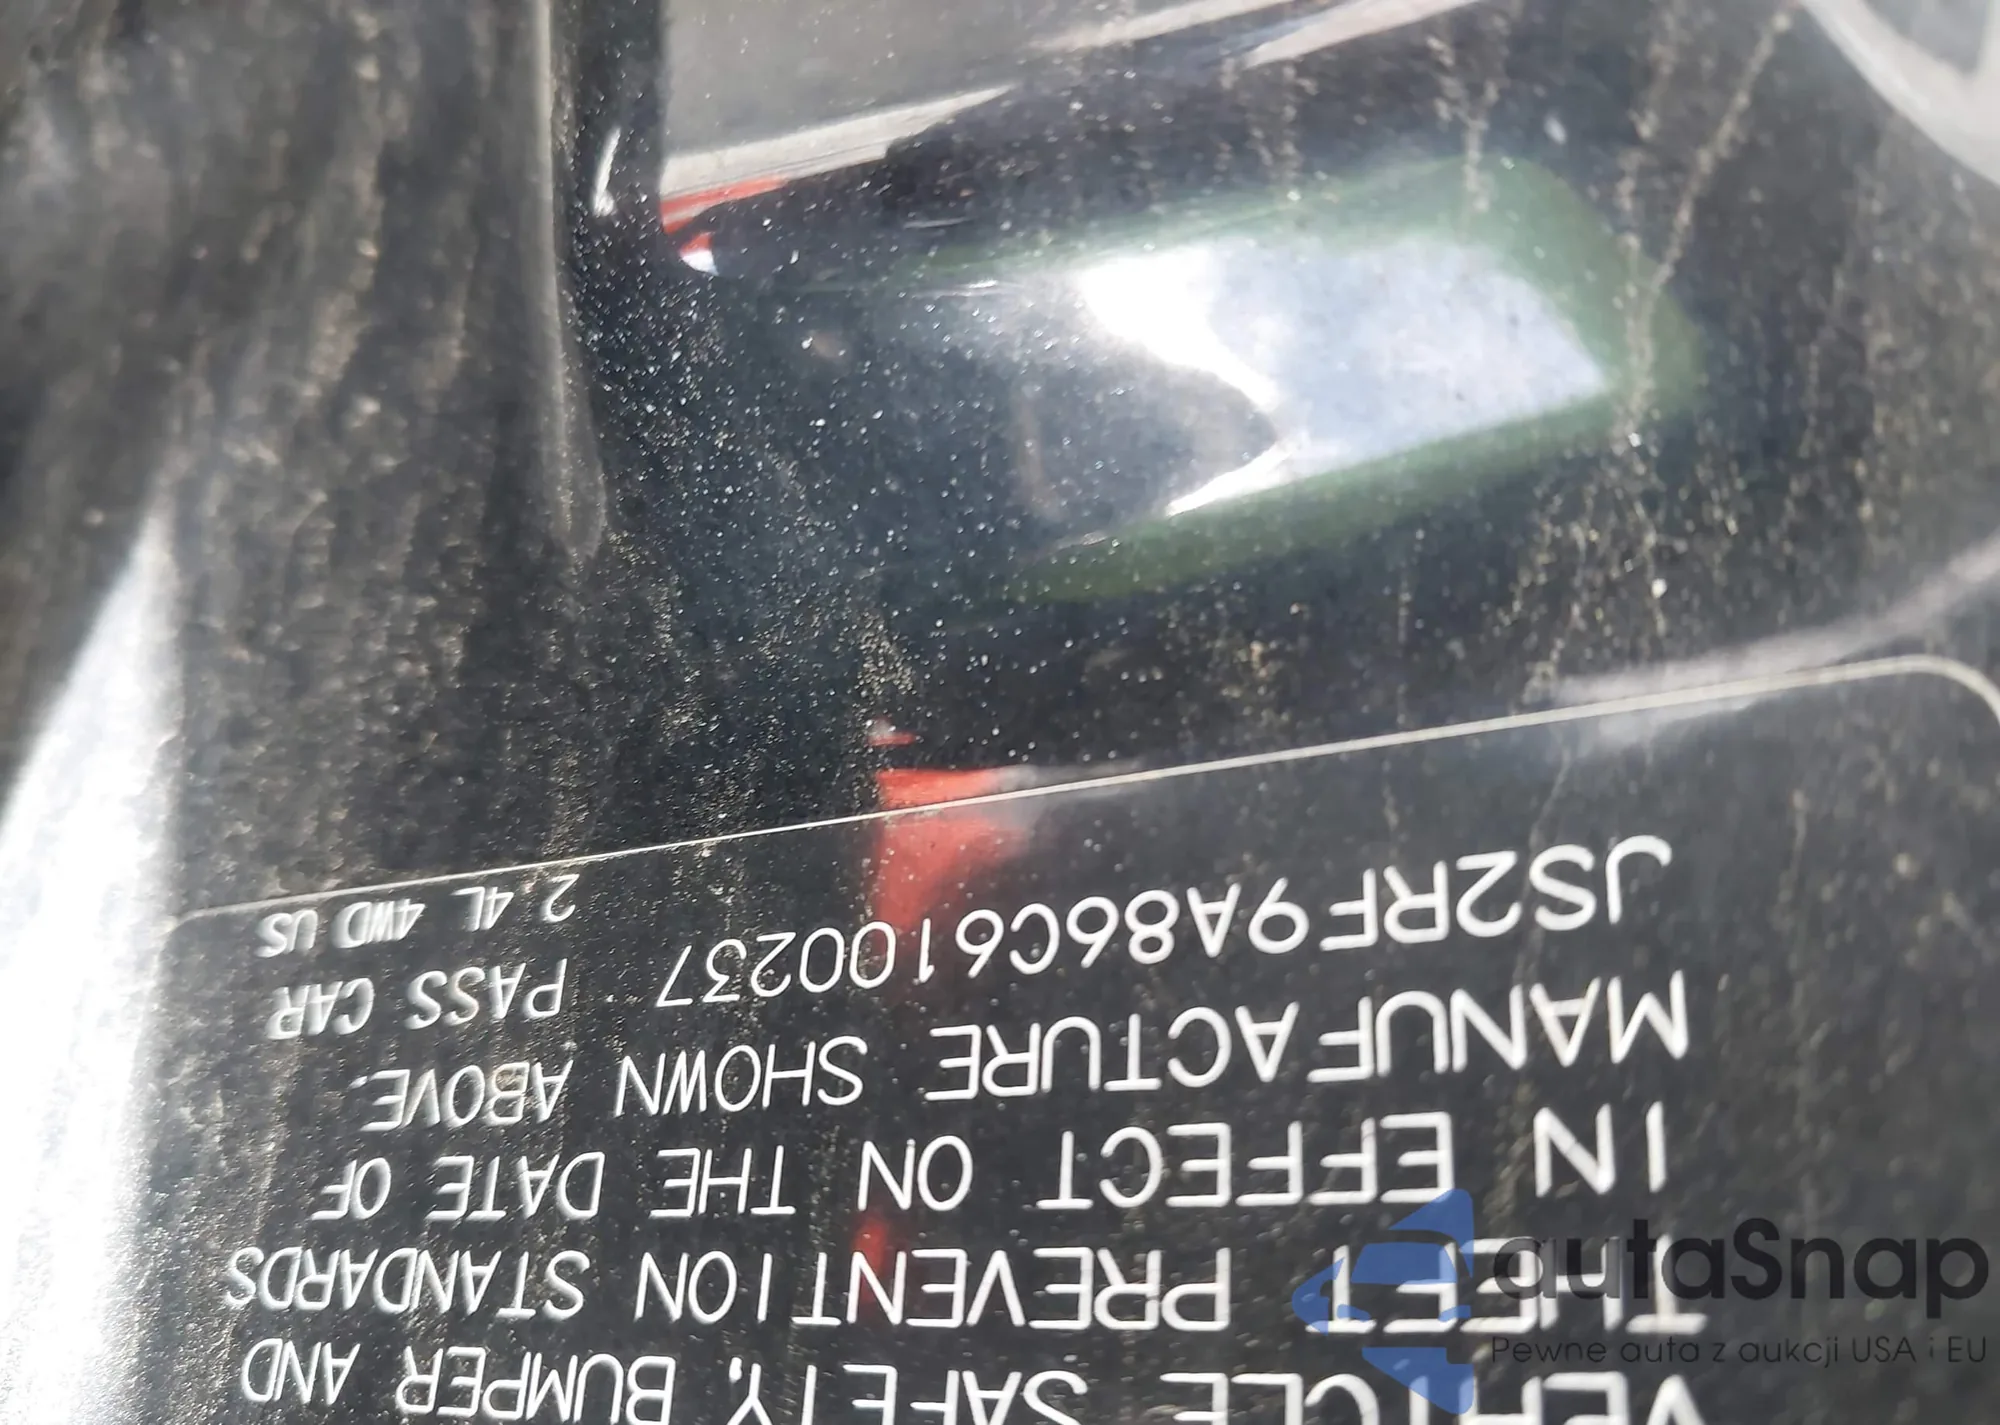 VEHICLE SAFETY, BUMPER AND
THEFT PREVENTION STANDARDS
IN EFFECT ON THE DATE OF
MANUFACTURE SHOWN ABOVE.
JS2RF9A86C6100237 PASS CAR
2.4L 4WD US
autaSnap
Pewne auta z aukcji USA i EU